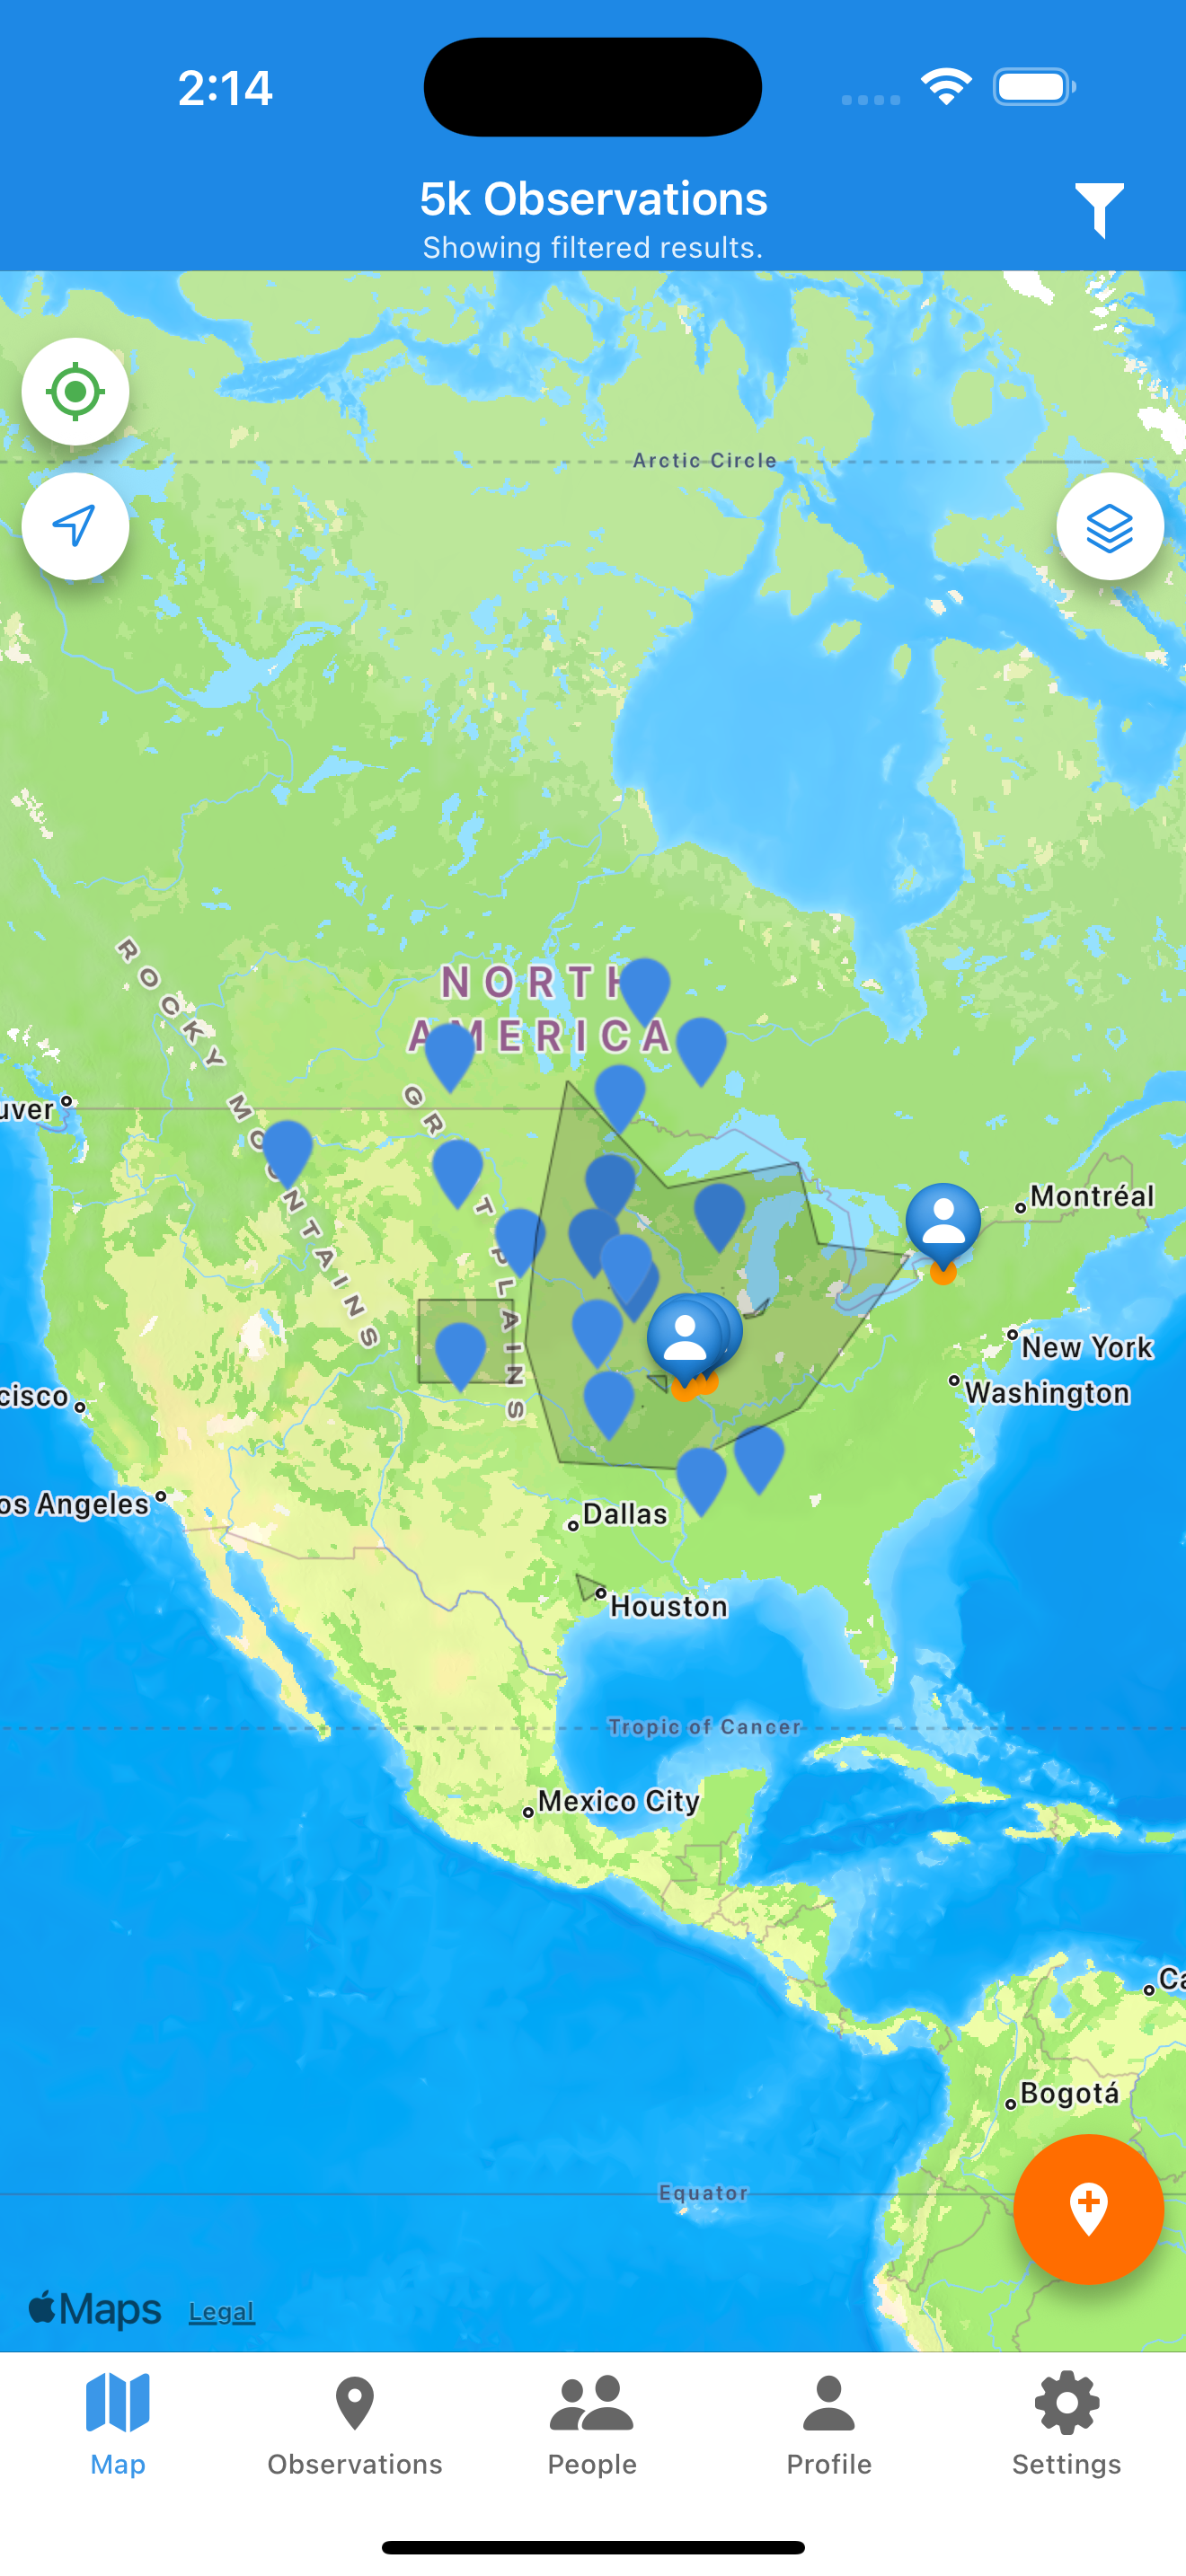 2:14
5k Observations
Showing filtered results.
Arctic Circle
ROCKY MOUNTAINS
NORTH
AMERICA
GR T PLAINS
uver
Montréal
New York
Washington
cisco
os Angeles
Dallas
Houston
Tropic of Cancer
Mexico City
Ca
Bogotá
Equator
Maps Legal
Map Observations People Profile Settings